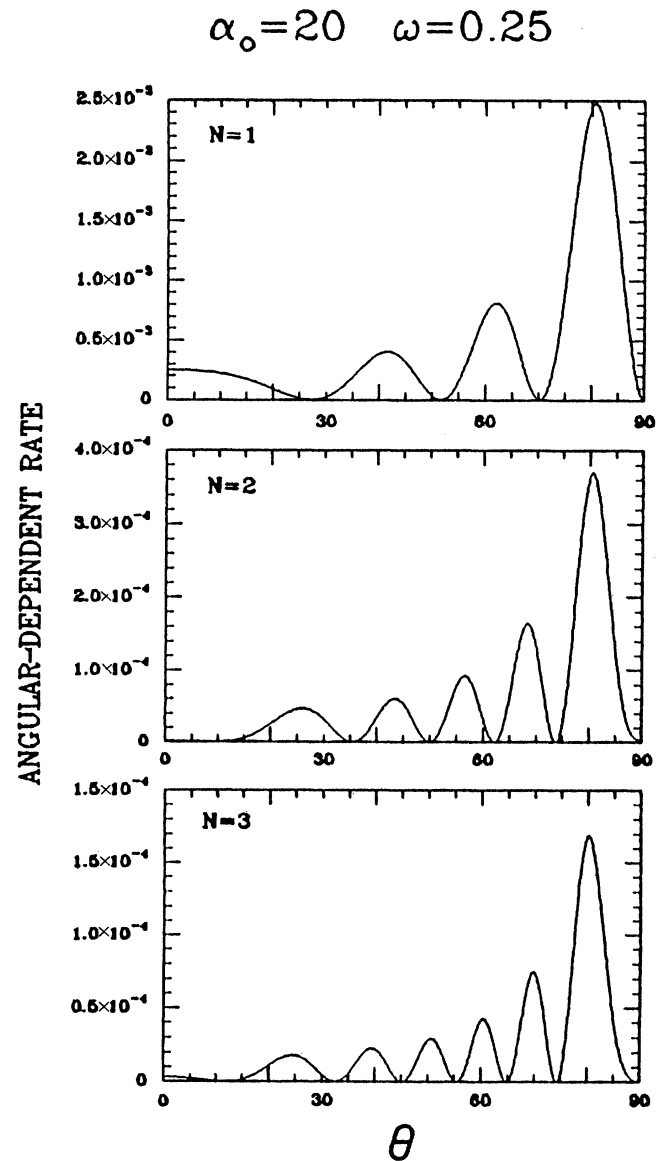 α₀=20 ω=0.25
2.5×10⁻³
N=1
2.0×10⁻³
1.5×10⁻³
1.0×10⁻³
0.5×10⁻³
0
0 30 60 90
ANGULAR-DEPENDENT RATE
4.0×10⁻⁴
N=2
3.0×10⁻⁴
2.0×10⁻⁴
1.0×10⁻⁴
0
0 30 60 90
1.5×10⁻⁴
N=3
1.5×10⁻⁴
1.0×10⁻⁴
0.5×10⁻⁴
0
0 30 60 90
θ